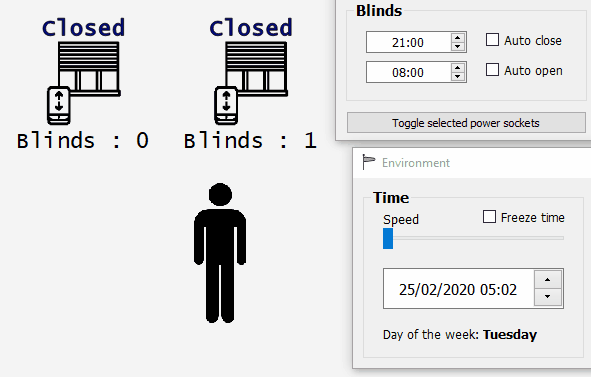 Closed
Closed
Blinds : 0
Blinds : 1
Blinds
21:00
Auto close
08:00
Auto open
Toggle selected power sockets
Environment
Time
Speed
Freeze time
25/02/2020 05:02
Day of the week: Tuesday